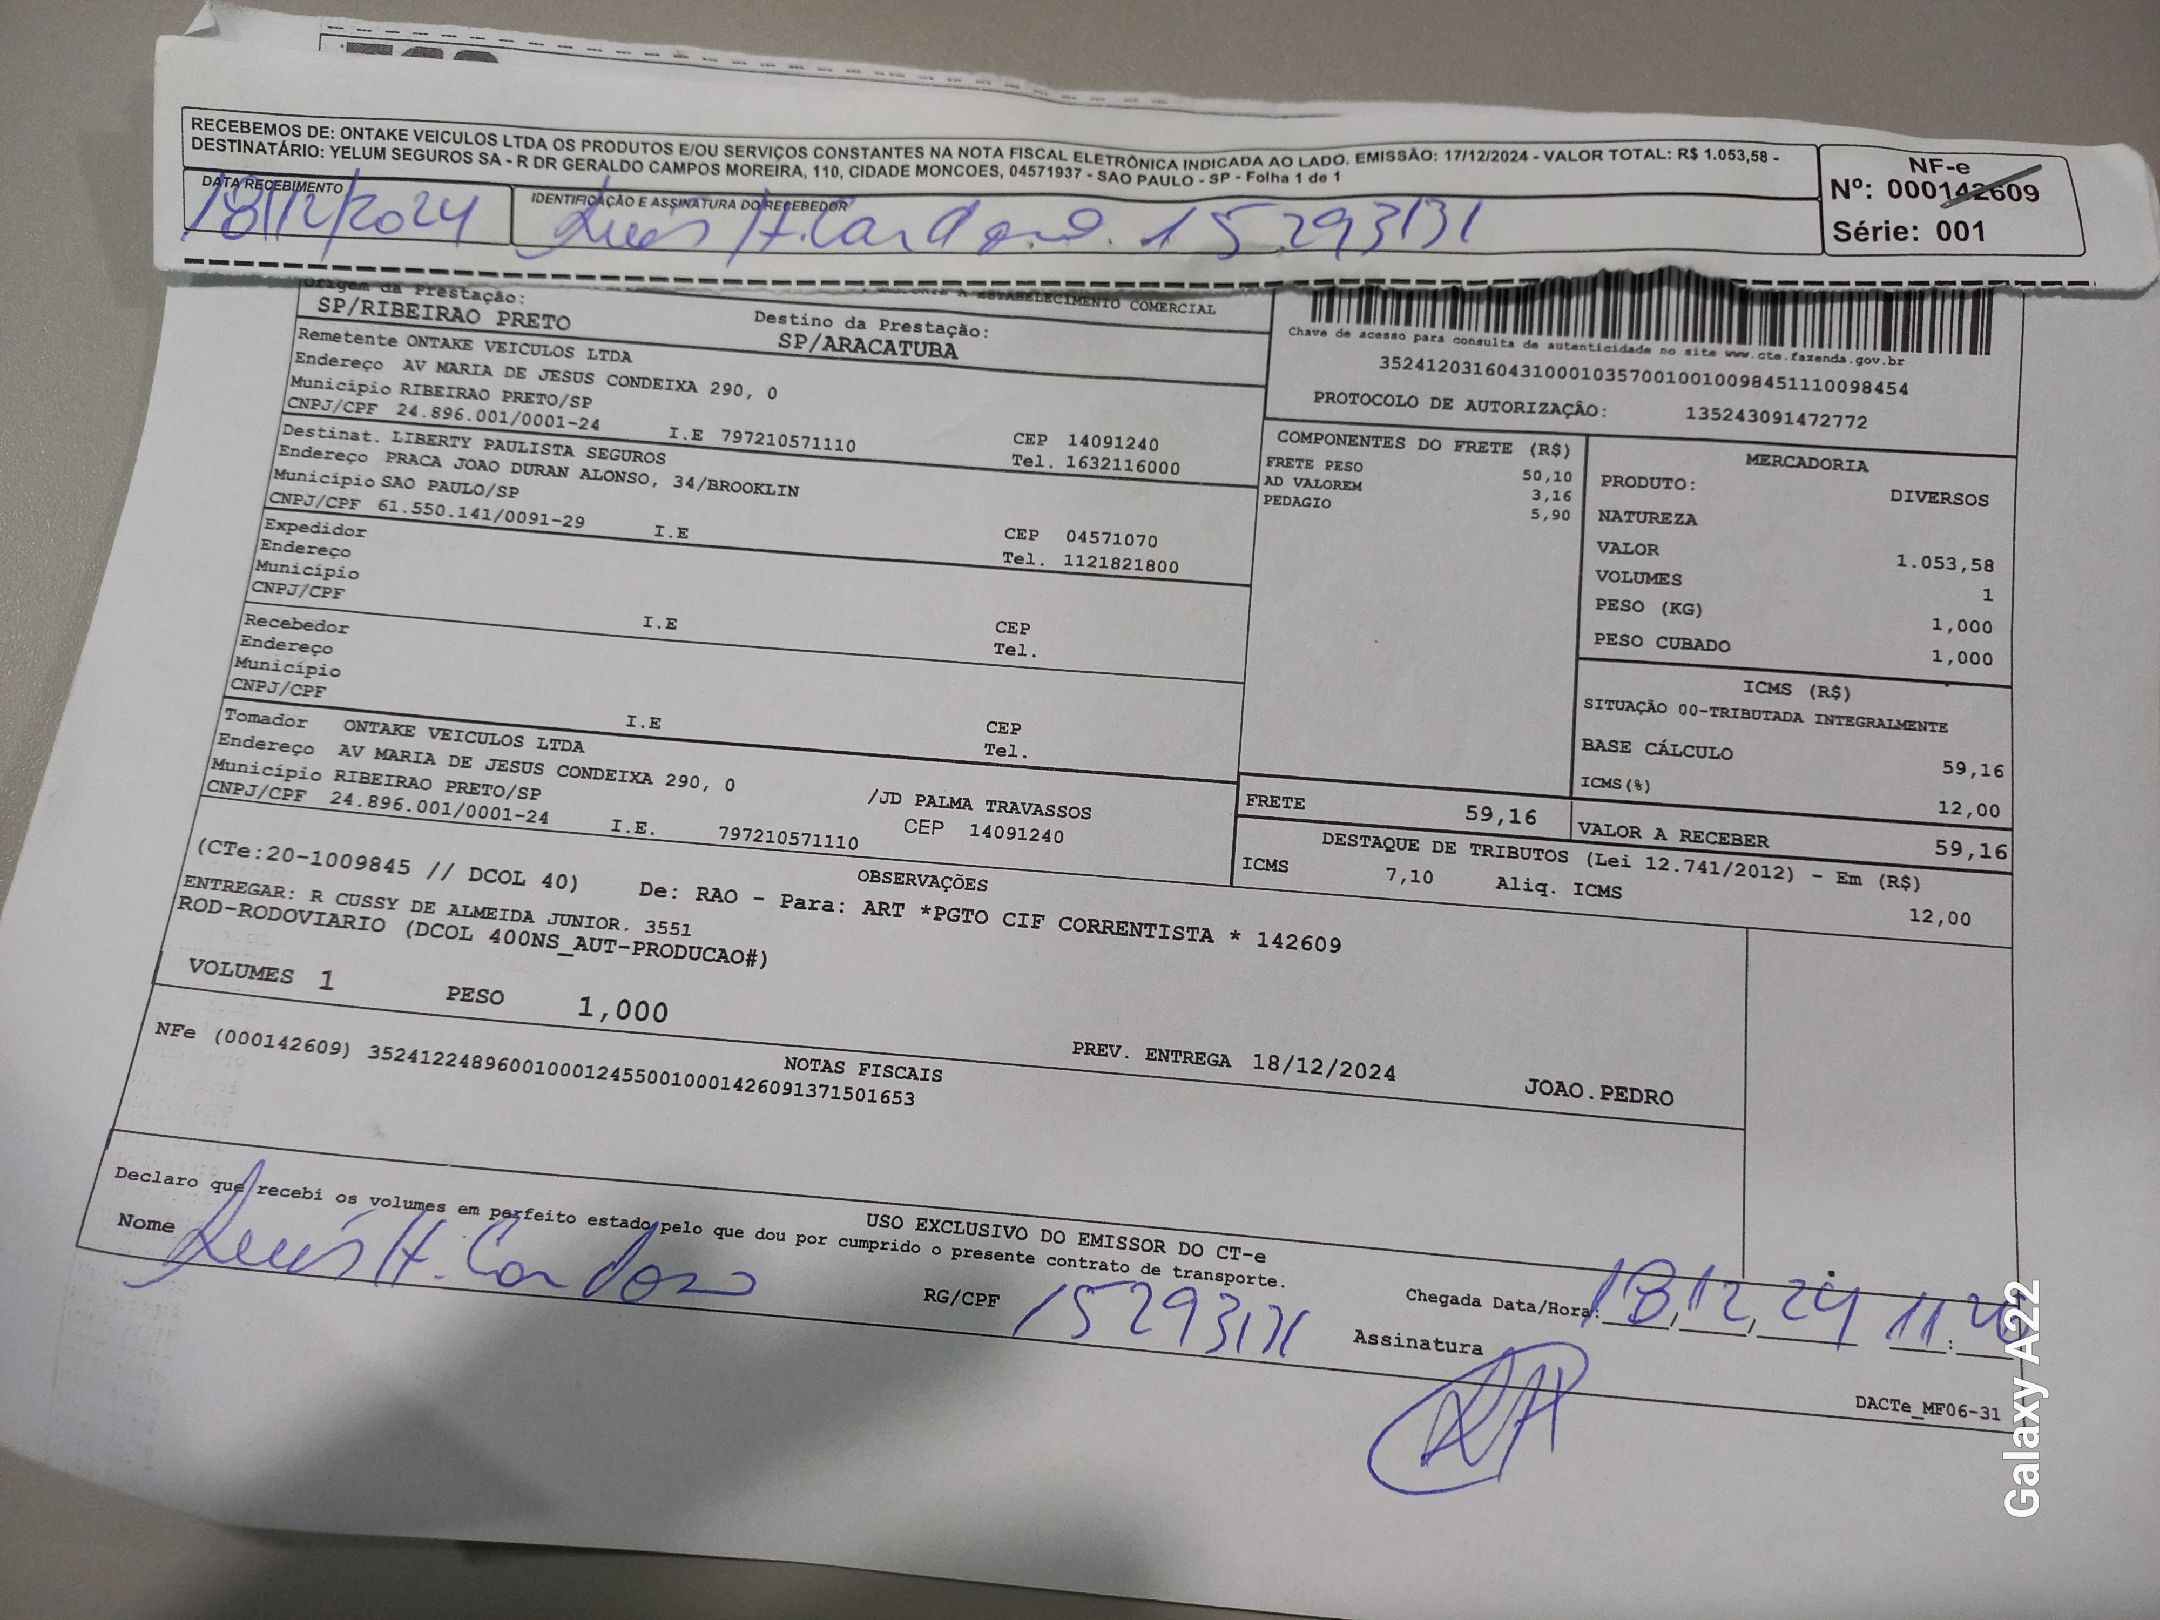 RECEBEMOS DE: ONTAKE VEICULOS LTDA OS PRODUTOS E/OU SERVIÇOS CONSTANTES NA NOTA FISCAL ELETRÔNICA INDICADA AO LADO. EMISSÃO: 17/12/2024 - VALOR TOTAL: R$ 1.053,58 -
DESTINATÁRIO: YELUM SEGUROS SA - R DR GERALDO CAMPOS MOREIRA, 110, CIDADE MONCOES, 04571937 - SAO PAULO - SP - Folha 1 de 1
NF-e
Nº: 000142609
Série: 001
DATA RECEBIMENTO
18/12/2024
IDENTIFICAÇÃO E ASSINATURA DO RECEBEDOR
Luis H. Cardoso. 15 293131
Origem da Prestação:
SP/RIBEIRAO PRETO
ESTABELECIMENTO COMERCIAL
Destino da Prestação:
SP/ARACATUBA
Remetente ONTAKE VEICULOS LTDA
Endereço AV MARIA DE JESUS CONDEIXA 290, 0
Município RIBEIRAO PRETO/SP CEP 14091240
CNPJ/CPF 24.896.001/0001-24 I.E 797210571110 Tel. 1632116000
Destinat. LIBERTY PAULISTA SEGUROS
Endereço PRACA JOAO DURAN ALONSO, 34/BROOKLIN
Município SAO PAULO/SP CEP 04571070
CNPJ/CPF 61.550.141/0091-29 I.E Tel. 1121821800
Expedidor
Endereço
Município CEP
CNPJ/CPF I.E Tel.
Recebedor
Endereço
Município CEP
CNPJ/CPF I.E Tel.
Tomador ONTAKE VEICULOS LTDA
Endereço AV MARIA DE JESUS CONDEIXA 290, 0 /JD PALMA TRAVASSOS
Município RIBEIRAO PRETO/SP CEP 14091240
CNPJ/CPF 24.896.001/0001-24 I.E. 797210571110
Chave de acesso para consulta de autenticidade no site www.cte.fazenda.gov.br
35241203160431000103570010010098451110098454
PROTOCOLO DE AUTORIZAÇÃO: 135243091472772
COMPONENTES DO FRETE (R$)
FRETE PESO 50,10
AD VALOREM 3,16
PEDAGIO 5,90
MERCADORIA
PRODUTO: DIVERSOS
NATUREZA
VALOR 1.053,58
VOLUMES 1
PESO (KG) 1,000
PESO CUBADO 1,000
ICMS (R$)
SITUAÇÃO 00-TRIBUTADA INTEGRALMENTE
BASE CÁLCULO 59,16
ICMS(%) 12,00
FRETE 59,16
VALOR A RECEBER 59,16
DESTAQUE DE TRIBUTOS (Lei 12.741/2012) - Em (R$)
ICMS 7,10 Aliq. ICMS 12,00
OBSERVAÇÕES
(CTe:20-1009845 // DCOL 40) De: RAO - Para: ART *PGTO CIF CORRENTISTA * 142609
ENTREGAR: R CUSSY DE ALMEIDA JUNIOR. 3551
ROD-RODOVIARIO (DCOL 400NS_AUT-PRODUCAO#)
VOLUMES 1 PESO 1,000 PREV. ENTREGA 18/12/2024 JOAO.PEDRO
NOTAS FISCAIS
NFe (000142609) 35241224896001000124550010001426091371501653
USO EXCLUSIVO DO EMISSOR DO CT-e
Declaro que recebi os volumes em perfeito estado pelo que dou por cumprido o presente contrato de transporte.
Nome Luis H. Cardoso RG/CPF Chegada Data/Hora: 18,12,24
Assinatura
DACTe_MF06-31
Galaxy A22